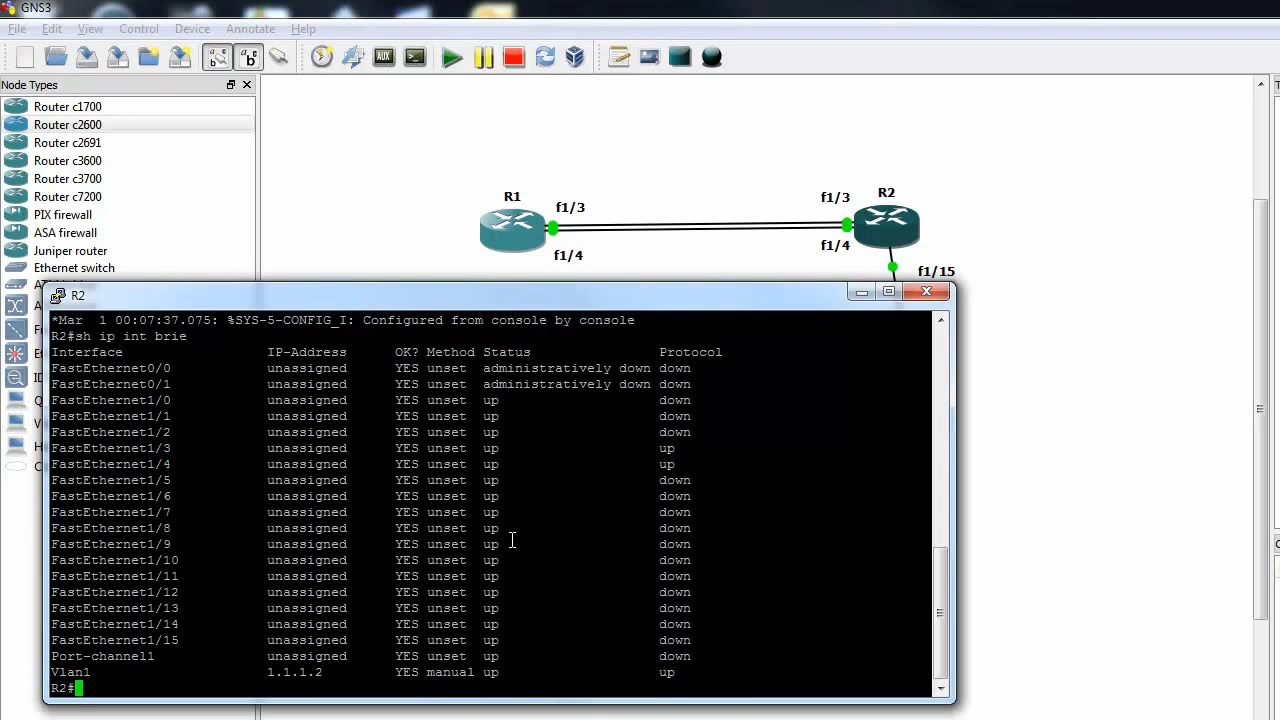 GNS3
File Edit View Control Device Annotate Help
Node Types
Router c1700
Router c2600
Router c2691
Router c3600
Router c3700
Router c7200
PIX firewall
ASA firewall
Juniper router
Ethernet switch
AUX
R1
f1/3
f1/4
f1/3
f1/4
R2
f1/15
R2
*Mar  1 00:07:37.075: %SYS-5-CONFIG_I: Configured from console by console
R2#sh ip int brie
Interface IP-Address OK? Method Status Protocol
FastEthernet0/0 unassigned YES unset administratively down down
FastEthernet0/1 unassigned YES unset administratively down down
FastEthernet1/0 unassigned YES unset up down
FastEthernet1/1 unassigned YES unset up down
FastEthernet1/2 unassigned YES unset up down
FastEthernet1/3 unassigned YES unset up up
FastEthernet1/4 unassigned YES unset up up
FastEthernet1/5 unassigned YES unset up down
FastEthernet1/6 unassigned YES unset up down
FastEthernet1/7 unassigned YES unset up down
FastEthernet1/8 unassigned YES unset up down
FastEthernet1/9 unassigned YES unset up down
FastEthernet1/10 unassigned YES unset up down
FastEthernet1/11 unassigned YES unset up down
FastEthernet1/12 unassigned YES unset up down
FastEthernet1/13 unassigned YES unset up down
FastEthernet1/14 unassigned YES unset up down
FastEthernet1/15 unassigned YES unset up down
Port-channel1 unassigned YES unset up down
Vlan1 1.1.1.2 YES manual up up
R2#